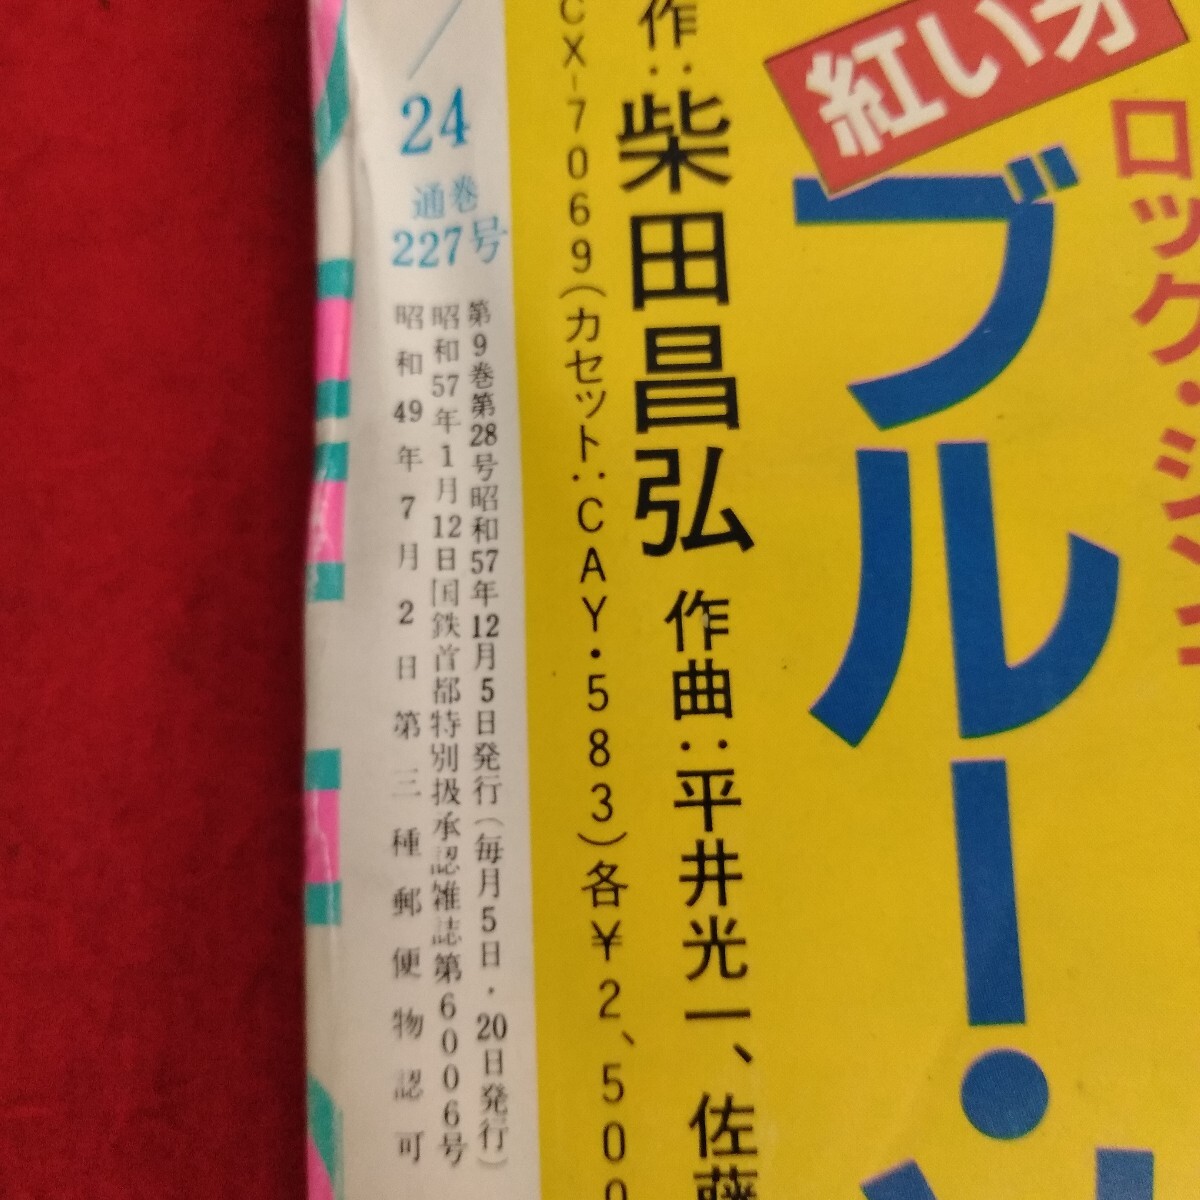 ロック・シ
紅い牙
ブルー・ソ
作:柴田昌弘 作曲:平井光一、佐藤
CX-7069(カセット:CAY・583)各¥2、500
24
通巻
227号
第9巻第28号昭和57年12月5日発行(毎月5日・20日発行)
昭和57年1月12日国鉄首都特別扱承認雑誌第6006号
昭和49年7月2日第三種郵便物認可